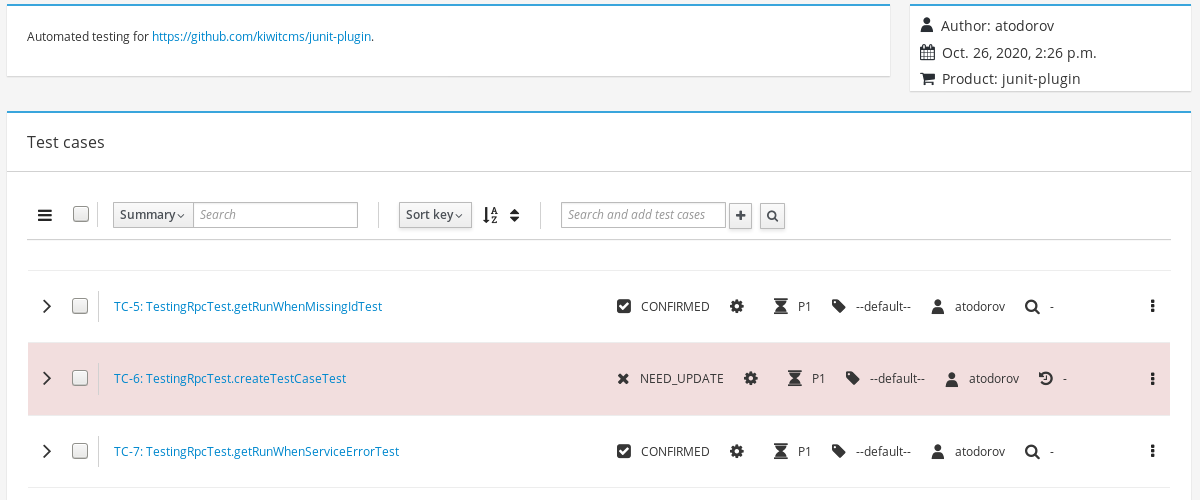 Automated testing for https://github.com/kiwitcms/junit-plugin.
Author: atodorov
Oct. 26, 2020, 2:26 p.m.
Product: junit-plugin
Test cases
Summary Search Sort key A Z Search and add test cases
TC-5: TestingRpcTest.getRunWhenMissingIdTest CONFIRMED P1 --default-- atodorov -
TC-6: TestingRpcTest.createTestCaseTest NEED_UPDATE P1 --default-- atodorov -
TC-7: TestingRpcTest.getRunWhenServiceErrorTest CONFIRMED P1 --default-- atodorov -